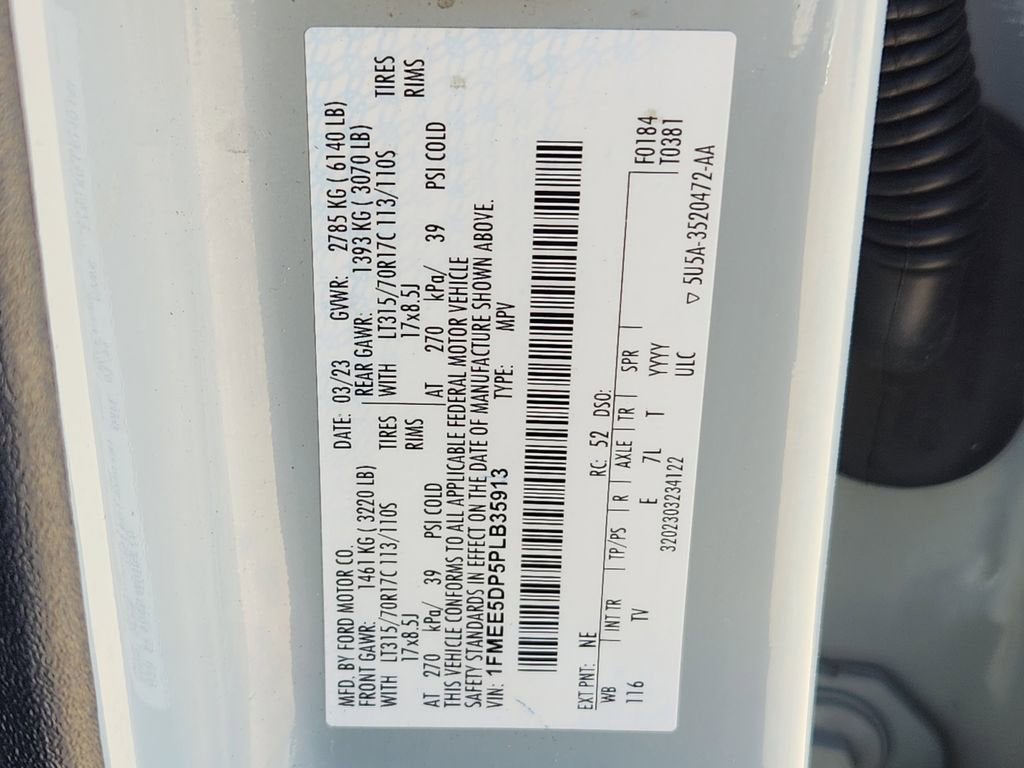 MFD. BY FORD MOTOR CO.
DATE: 03/23 GVWR: 2785 KG ( 6140 LB)
FRONT GAWR: 1461 KG ( 3220 LB) REAR GAWR: 1393 KG ( 3070 LB)
WITH LT315/70R17C 113/110S TIRES WITH LT315/70R17C 113/110S TIRES
17x8.5J RIMS 17x8.5J RIMS
AT 270 kPa/ 39 PSI COLD AT 270 kPa/ 39 PSI COLD
THIS VEHICLE CONFORMS TO ALL APPLICABLE FEDERAL MOTOR VEHICLE
SAFETY STANDARDS IN EFFECT ON THE DATE OF MANUFACTURE SHOWN ABOVE.
VIN: 1FMEE5DP5PLB35913 TYPE: MPV
EXT PNT: NE RC: 52 DSO:
WB INT TR TP/PS R AXLE TR SPR F0184
116 TV E 7L T YYYY T0381
3202303234122 ULC
▽ 5U5A-3520472-AA